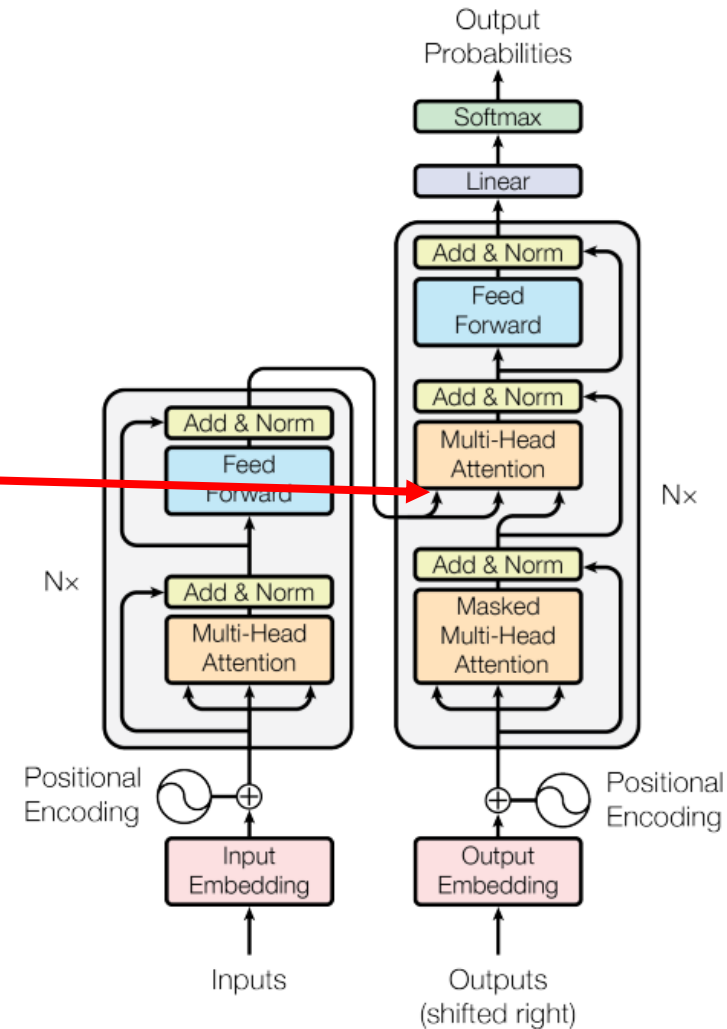 Output
Probabilities
Softmax
Linear
Add & Norm
Feed
Forward
Add & Norm
Multi-Head
Attention
Nx
Add & Norm
Masked
Multi-Head
Attention
Positional
Encoding
Output
Embedding
Outputs
(shifted right)
Add & Norm
Feed
Forward
Nx
Add & Norm
Multi-Head
Attention
Positional
Encoding
Input
Embedding
Inputs